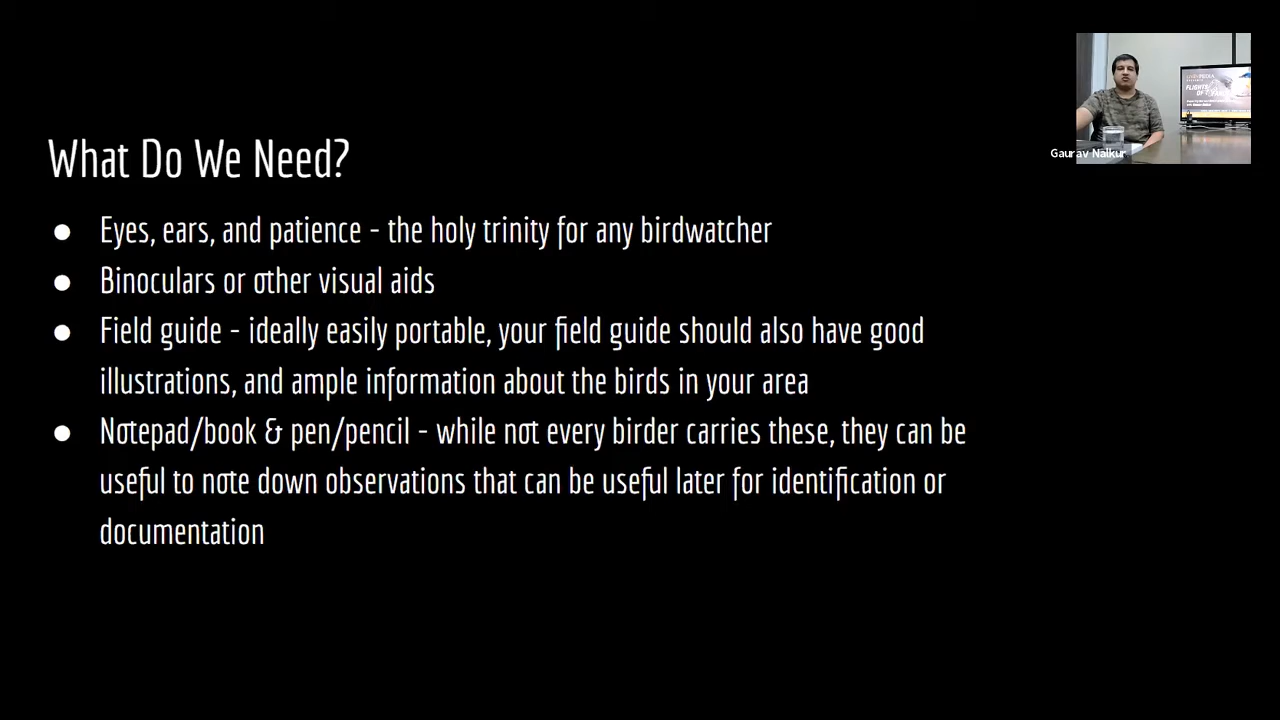 What Do We Need?
● Eyes, ears, and patience - the holy trinity for any birdwatcher
● Binoculars or other visual aids
● Field guide - ideally easily portable, your field guide should also have good
illustrations, and ample information about the birds in your area
● Notepad/book & pen/pencil - while not every birder carries these, they can be
useful to note down observations that can be useful later for identification or
documentation
FLIGHTS
Gaurav Nalkur